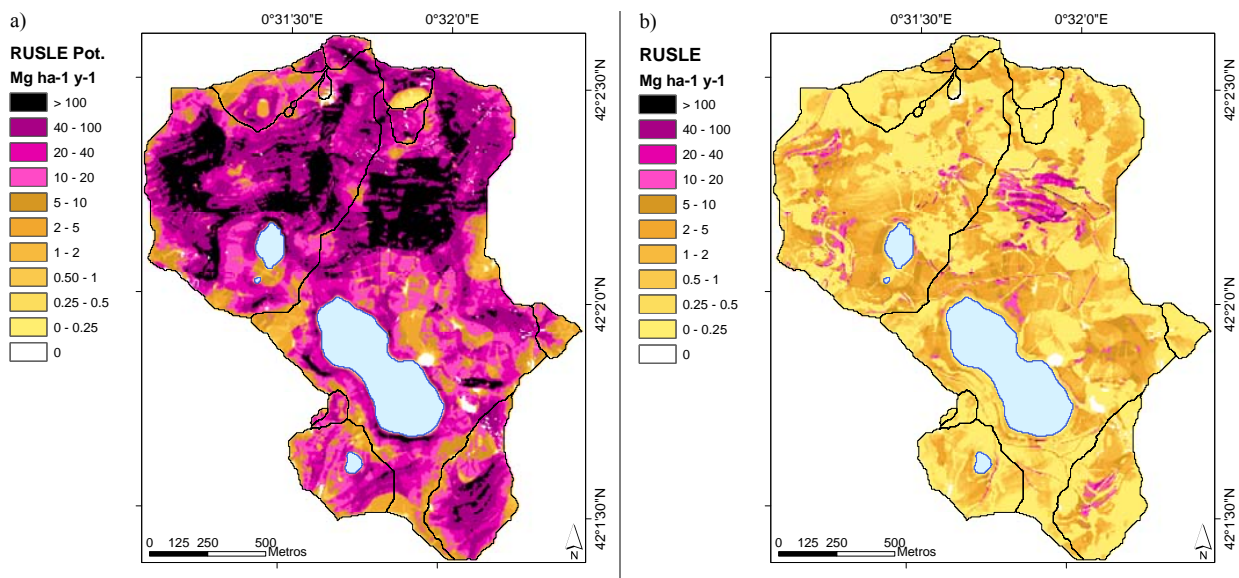 a)
0°31'30"E 0°32'0"E
RUSLE Pot.
Mg ha-1 y-1
> 100
40 - 100
20 - 40
10 - 20
5 - 10
2 - 5
1 - 2
0.50 - 1
0.25 - 0.5
0 - 0.25
0
42°2'30"N
42°2'0"N
42°1'30"N
0 125 250 500
Metros
N
b)
0°31'30"E 0°32'0"E
RUSLE
Mg ha-1 y-1
> 100
40 - 100
20 - 40
10 - 20
5 - 10
2 - 5
1 - 2
0.5 - 1
0.25 - 0.5
0 - 0.25
0
42°2'30"N
42°2'0"N
42°1'30"N
0 125 250 500
Metros
N